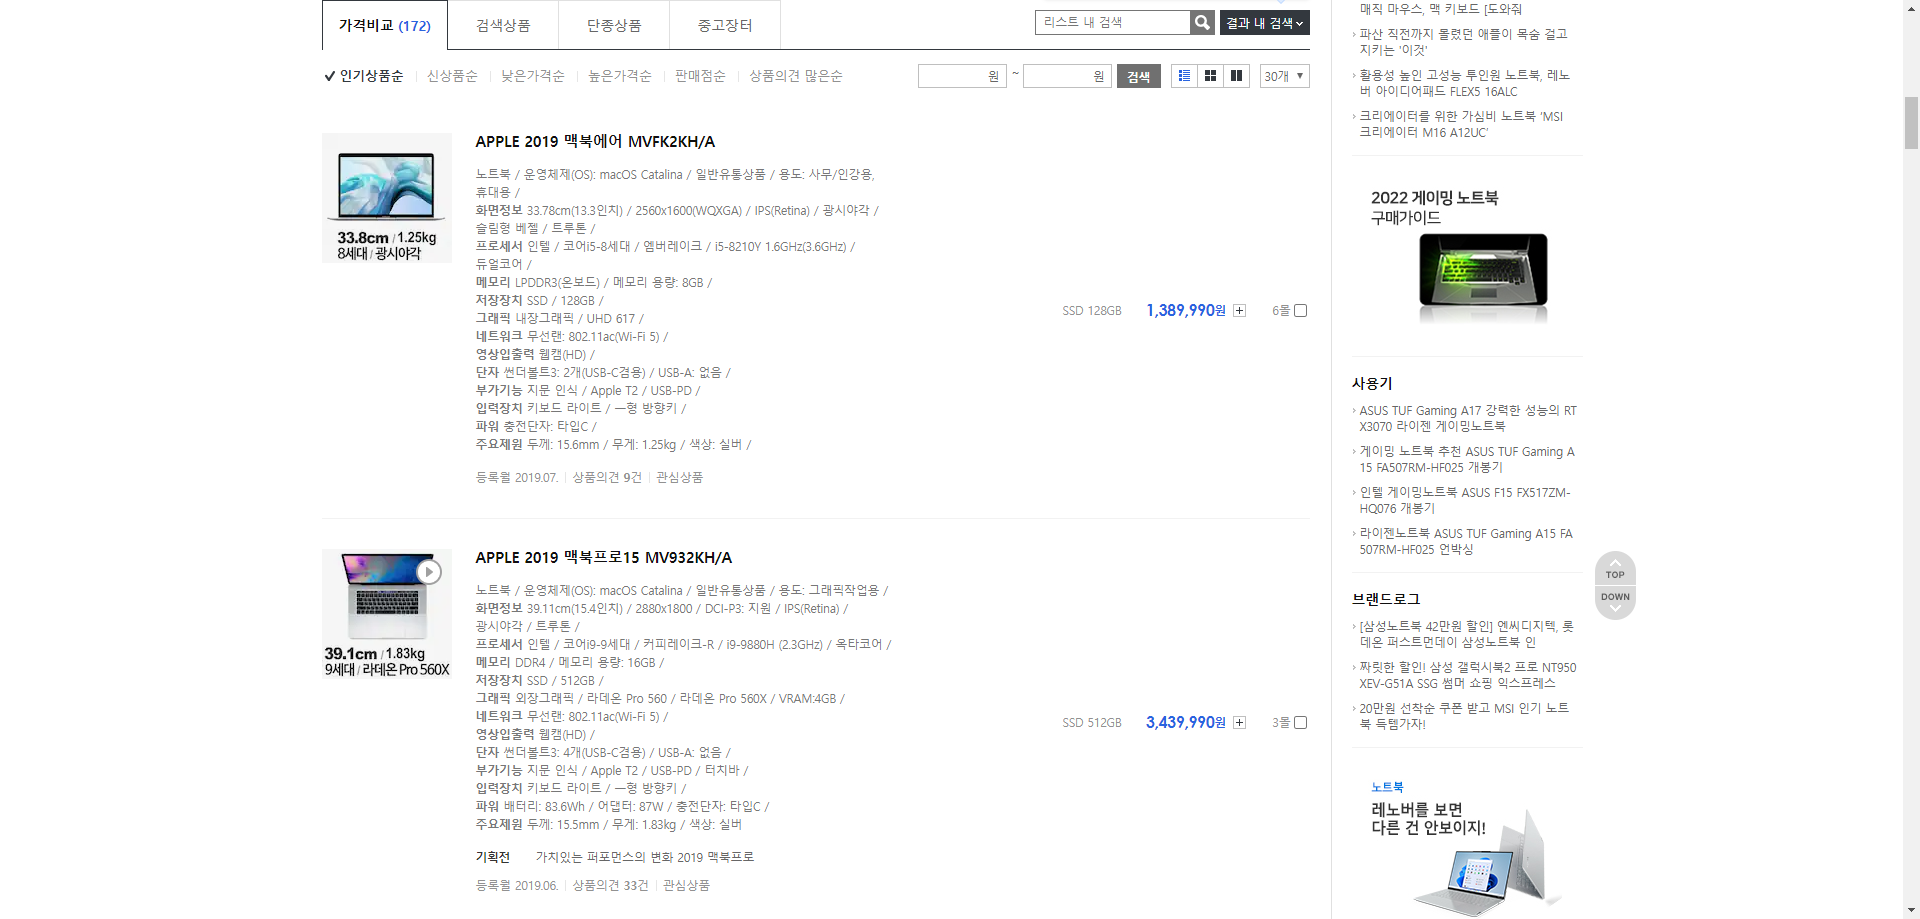 가격비교 (172)
검색상품
단종상품
중고장터
리스트 내 검색
결과 내 검색
인기상품순
신상품순
낮은가격순
높은가격순
판매점순
상품의견 많은순
원 ~ 원 검색
30개 ▼
APPLE 2019 맥북에어 MVFK2KH/A
노트북 / 운영체제(OS): macOS Catalina / 일반유통상품 / 용도: 사무/인강용,
휴대용 /
화면정보 33.78cm(13.3인치) / 2560x1600(WQXGA) / IPS(Retina) / 광시야각 /
슬림형 베젤 / 트루톤 /
프로세서 인텔 / 코어i5-8세대 / 엠버레이크 / i5-8210Y 1.6GHz(3.6GHz) /
듀얼코어 /
메모리 LPDDR3(온보드) / 메모리 용량: 8GB /
저장장치 SSD / 128GB /
그래픽 내장그래픽 / UHD 617 /
네트워크 무선랜: 802.11ac(Wi-Fi 5) /
영상입출력 웹캠(HD) /
단자 썬더볼트3: 2개(USB-C겸용) / USB-A: 없음 /
부가기능 지문 인식 / Apple T2 / USB-PD /
입력장치 키보드 라이트 / ㅡ형 방향키 /
파워 충전단자: 타입C /
주요제원 두께: 15.6mm / 무게: 1.25kg / 색상: 실버 /
등록월 2019.07.
상품의견 9건
관심상품
33.8cm / 1.25kg
8세대 / 광시야각
SSD 128GB
1,389,990원
6몰
APPLE 2019 맥북프로15 MV932KH/A
노트북 / 운영체제(OS): macOS Catalina / 일반유통상품 / 용도: 그래픽작업용 /
화면정보 39.11cm(15.4인치) / 2880x1800 / DCI-P3: 지원 / IPS(Retina) /
광시야각 / 트루톤 /
프로세서 인텔 / 코어i9-9세대 / 커피레이크-R / i9-9880H (2.3GHz) / 옥타코어 /
메모리 DDR4 / 메모리 용량: 16GB /
저장장치 SSD / 512GB /
그래픽 외장그래픽 / 라데온 Pro 560 / 라데온 Pro 560X / VRAM:4GB /
네트워크 무선랜: 802.11ac(Wi-Fi 5) /
영상입출력 웹캠(HD) /
단자 썬더볼트3: 4개(USB-C겸용) / USB-A: 없음 /
부가기능 지문 인식 / Apple T2 / USB-PD / 터치바 /
입력장치 키보드 라이트 / ㅡ형 방향키 /
파워 배터리: 83.6Wh / 어댑터: 87W / 충전단자: 타입C /
주요제원 두께: 15.5mm / 무게: 1.83kg / 색상: 실버
기획전 가치있는 퍼포먼스의 변화 2019 맥북프로
등록월 2019.06.
상품의견 33건
관심상품
39.1cm / 1.83kg
9세대 / 라데온 Pro 560X
SSD 512GB
3,439,990원
3몰
매직 마우스, 맥 키보드 [도와줘
파산 직전까지 몰렸던 애플이 목숨 걸고
지키는 '이것'
활용성 높인 고성능 투인원 노트북, 레노
버 아이디어패드 FLEX5 16ALC
크리에이터를 위한 가심비 노트북 'MSI
크리에이터 M16 A12UC'
2022 게이밍 노트북
구매가이드
사용기
ASUS TUF Gaming A17 강력한 성능의 RT
X3070 라이젠 게이밍노트북
게이밍 노트북 추천 ASUS TUF Gaming A
15 FA507RM-HF025 개봉기
인텔 게이밍노트북 ASUS F15 FX517ZM-
HQ076 개봉기
라이젠노트북 ASUS TUF Gaming A15 FA
507RM-HF025 언박싱
브랜드로그
[삼성노트북 42만원 할인] 엔씨디지텍, 롯
데온 퍼스트먼데이 삼성노트북 인
짜릿한 할인! 삼성 갤럭시북2 프로 NT950
XEV-G51A SSG 썸머 쇼핑 익스프레스
20만원 선착순 쿠폰 받고 MSI 인기 노트
북 득템가자!
노트북
레노버를 보면
다른 건 안보이지!
TOP
DOWN